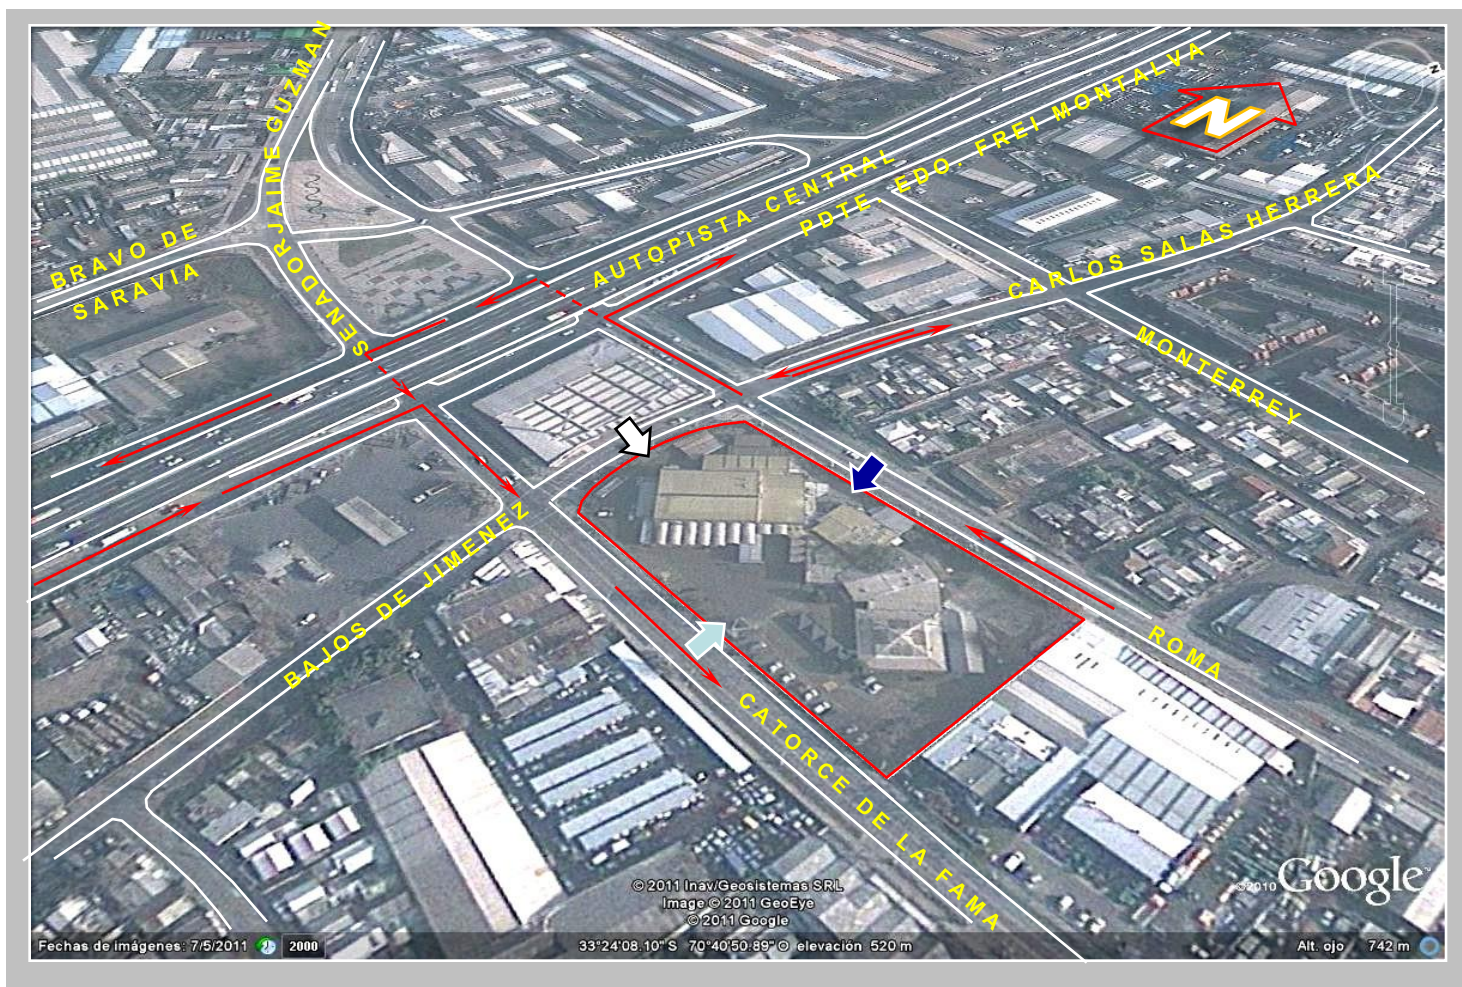 SENADOR JAIME GUZMAN
BRAVO DE
SARAVIA
AUTOPISTA CENTRAL
PDTE. EDO. FREI MONTALVA
N
N
CARLOS SALAS HERRERA
MONTERREY
BAJOS DE JIMENEZ
ROMA
CATORCE DE LA FAMA
© 2011 Inav/Geosistemas SRL
Image © 2011 GeoEye
© 2011 Google
©2010 Google
Fechas de imágenes: 7/5/2011 2000 33°24'08.10" S 70°40'50.89" O elevación 520 m Alt. ojo 742 m